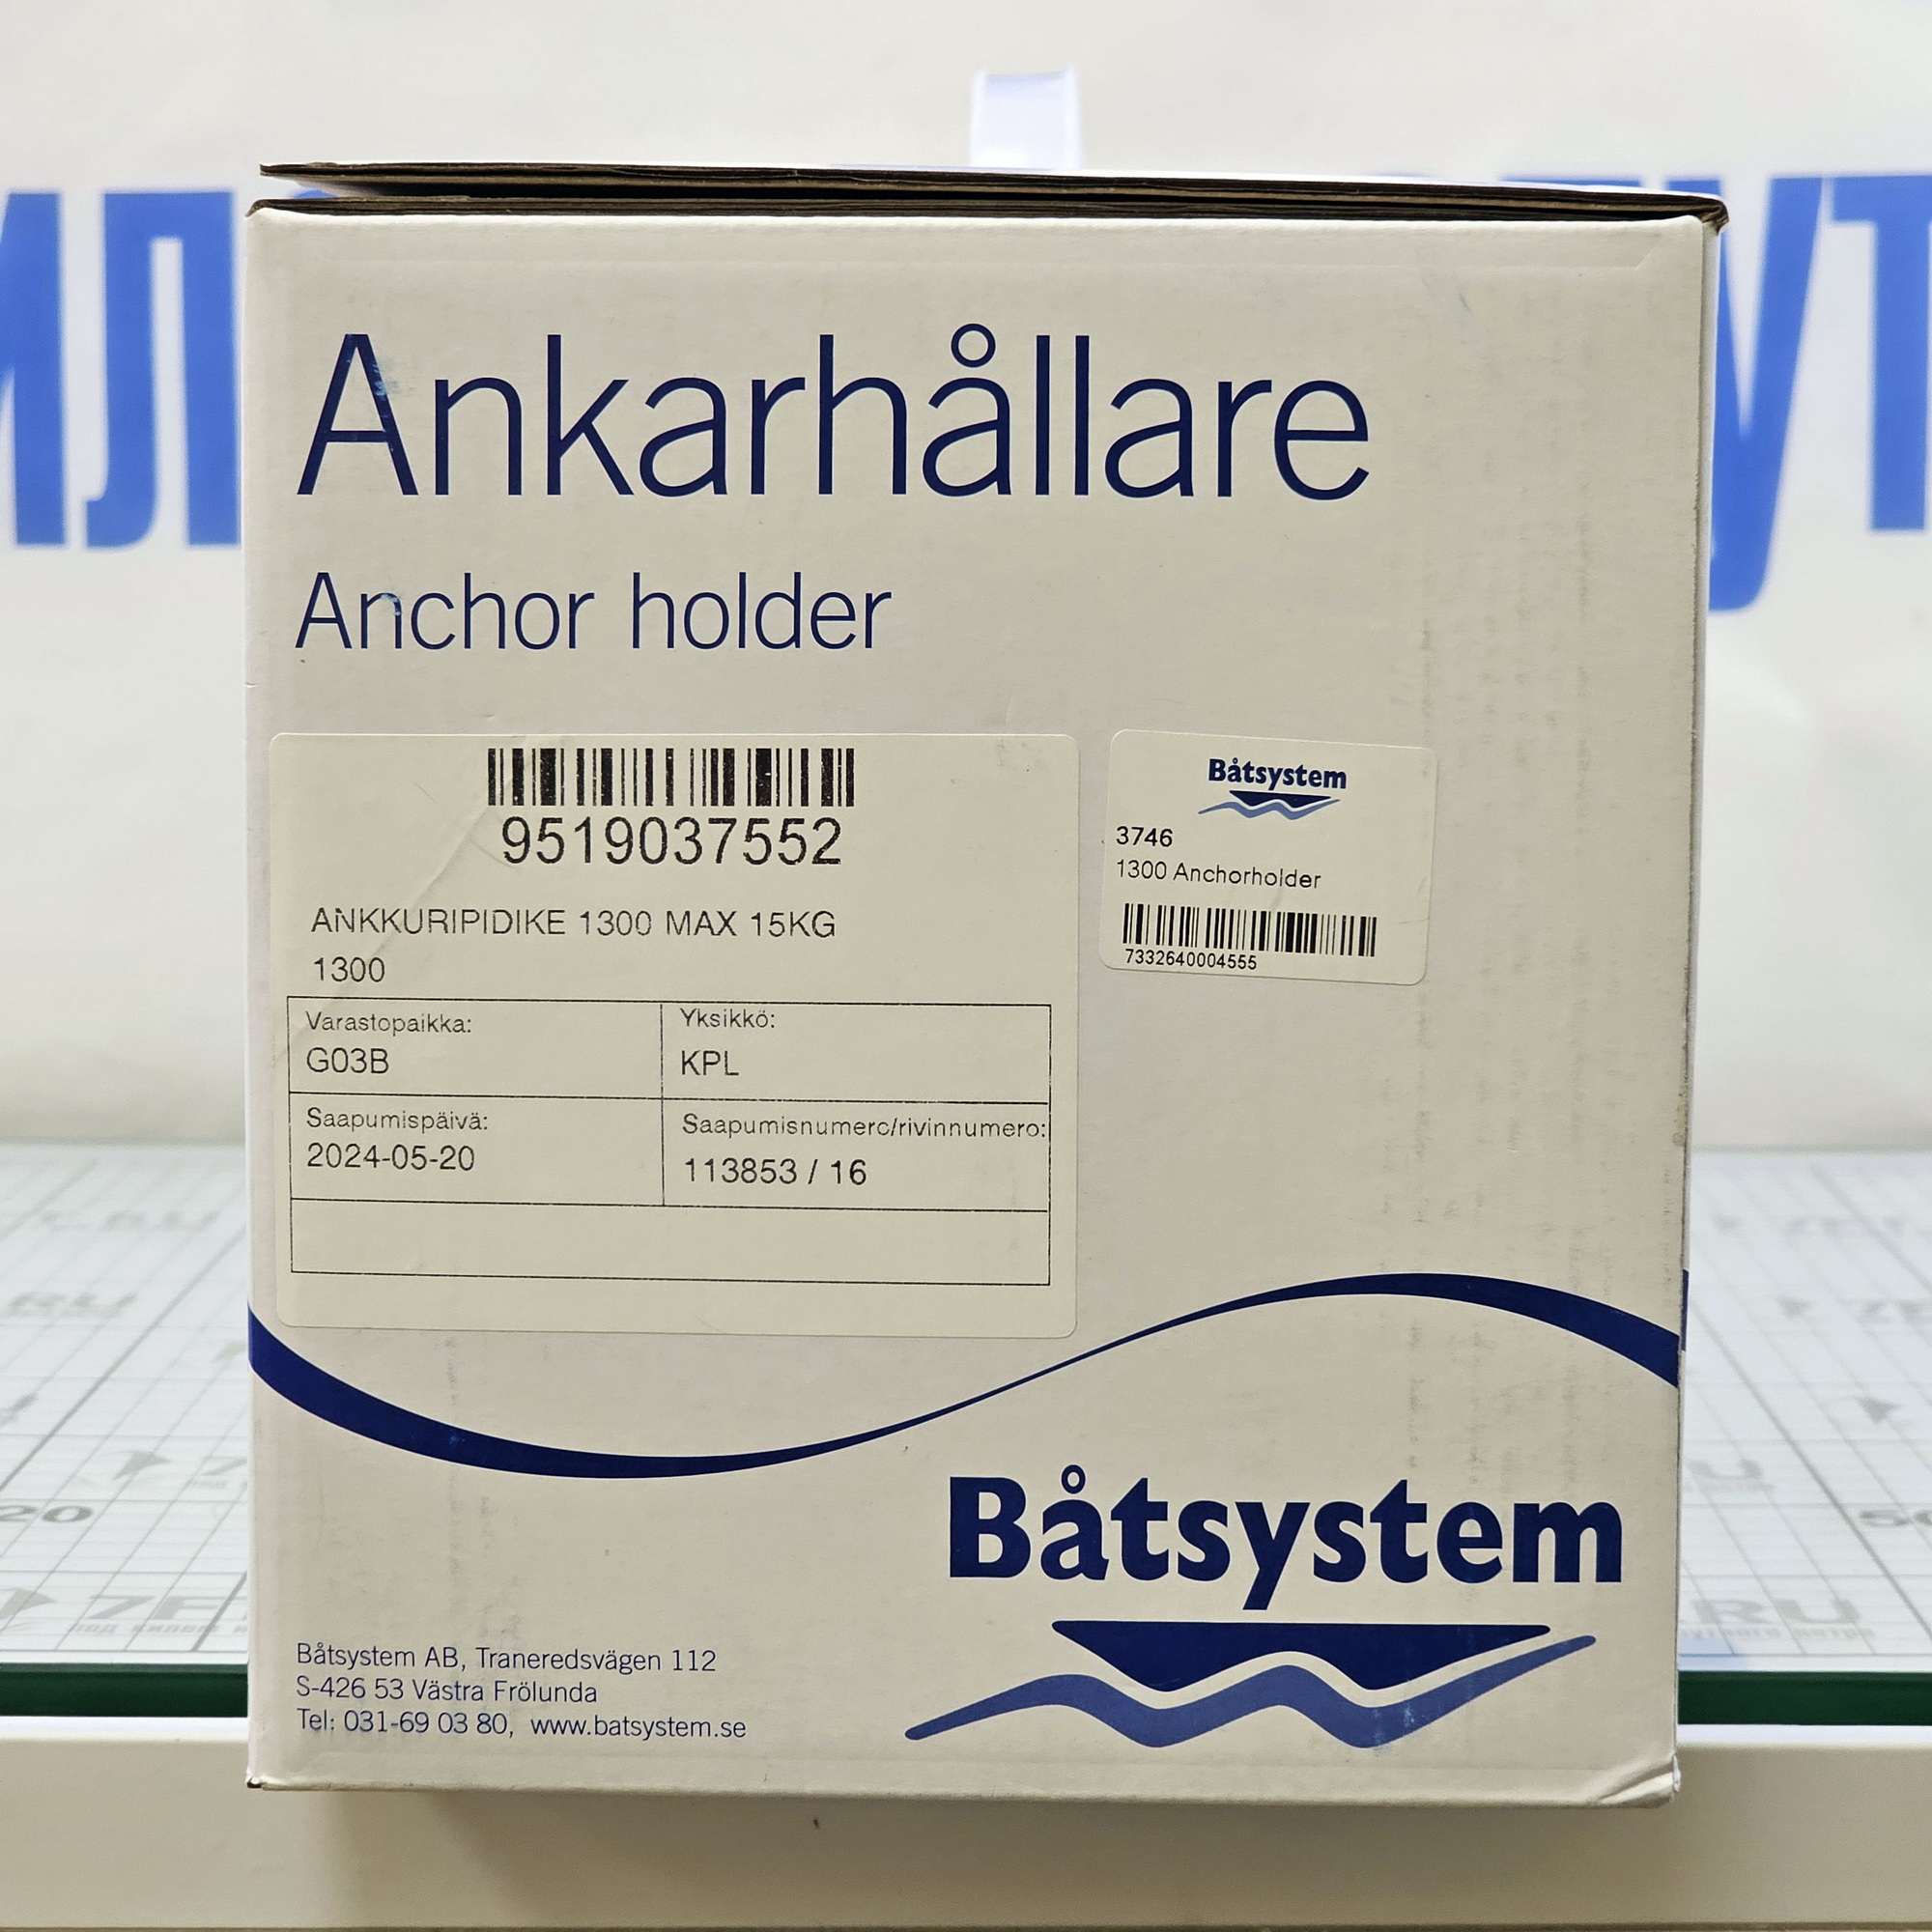 Ankarhållare
Anchor holder
9519037552
ANKKURIPIDIKE 1300 MAX 15KG
1300
Varastopaikka:
G03B
Yksikkö:
KPL
Saapumispäivä:
2024-05-20
Saapumisnumero/rivinnumero:
113853 / 16
Båtsystem
3746
1300 Anchorholder
7332640004555
Båtsystem
Båtsystem AB, Traneredsvägen 112
S-426 53 Västra Frölunda
Tel: 031-69 03 80, www.batsystem.se
20